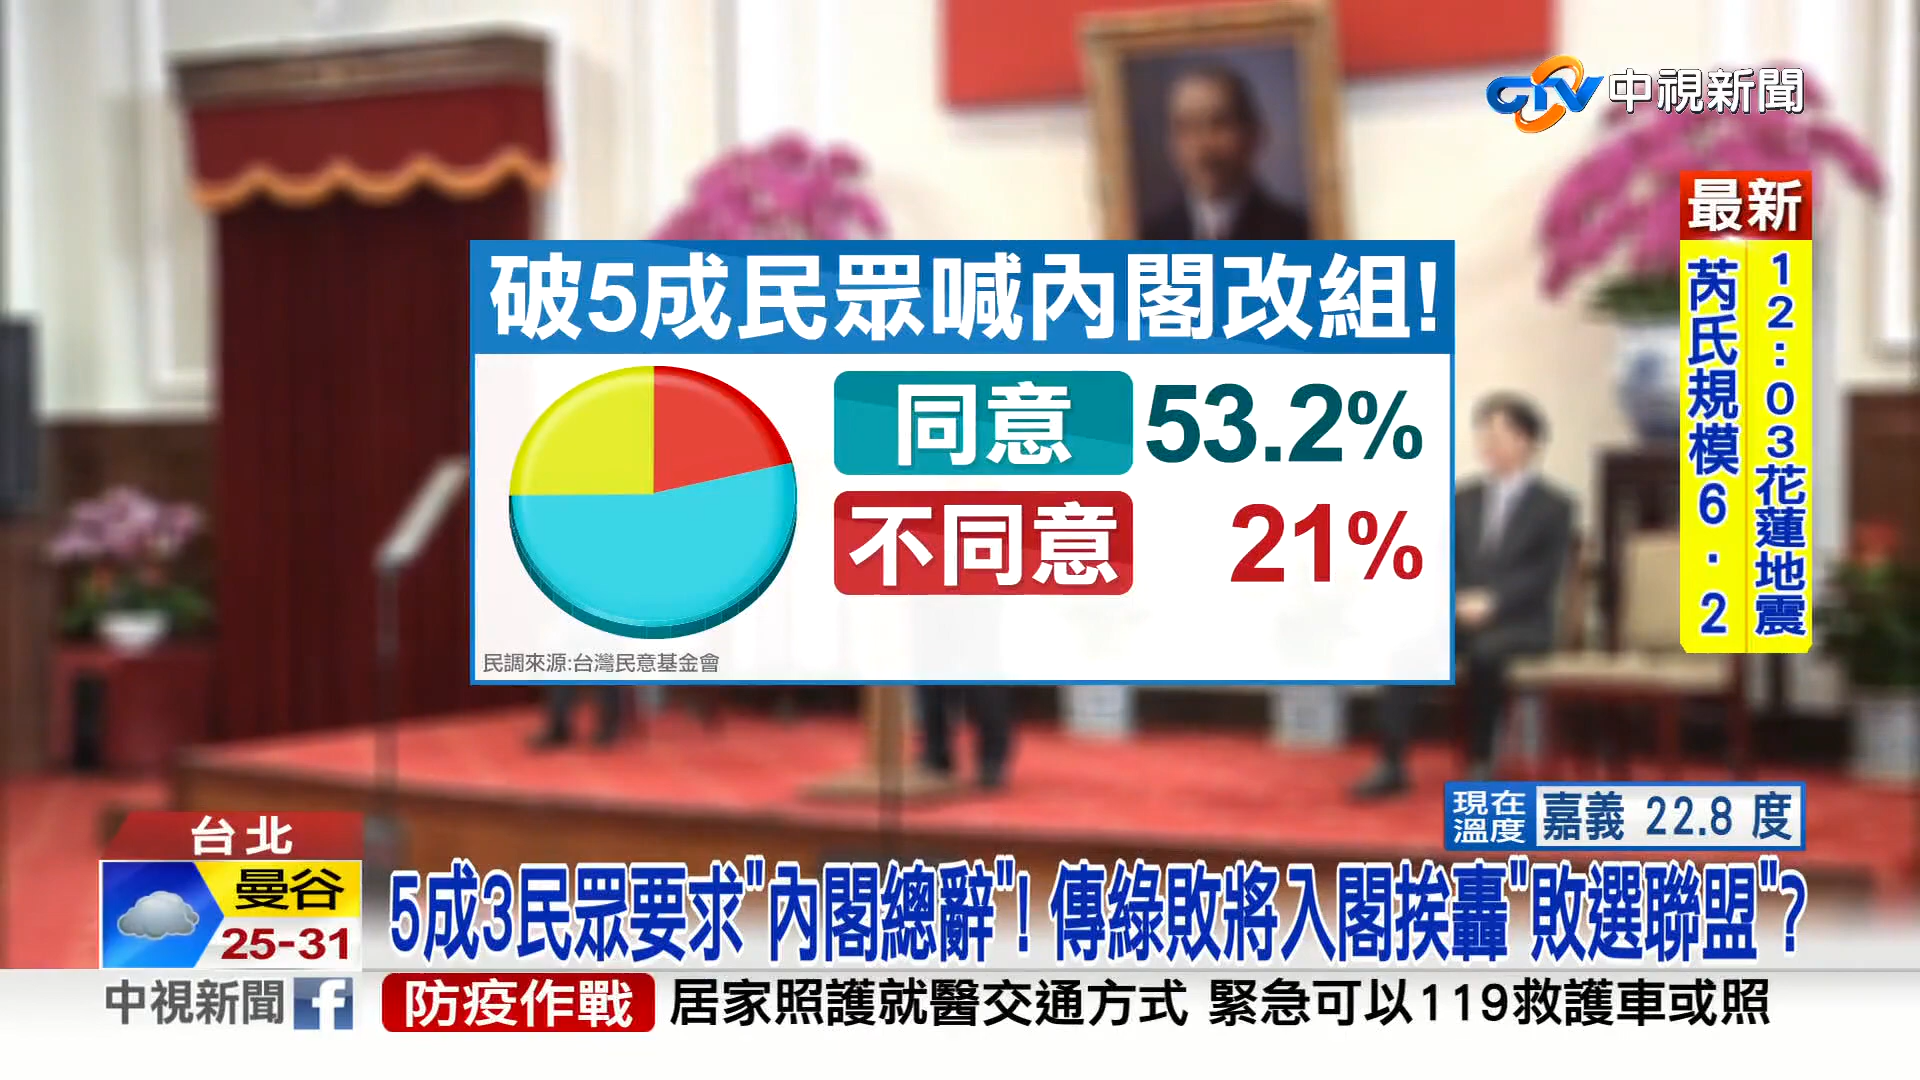 CTV 中視新聞
最新
12:03花蓮地震
芮氏規模6.2
破5成民眾喊內閣改組!
同意 53.2%
不同意 21%
民調來源:台灣民意基金會
現在溫度 嘉義 22.8 度
台北
曼谷
25-31
5成3民眾要求"內閣總辭"! 傳綠敗將入閣挨轟"敗選聯盟"?
中視新聞 f
防疫作戰 居家照護就醫交通方式 緊急可以119救護車或照